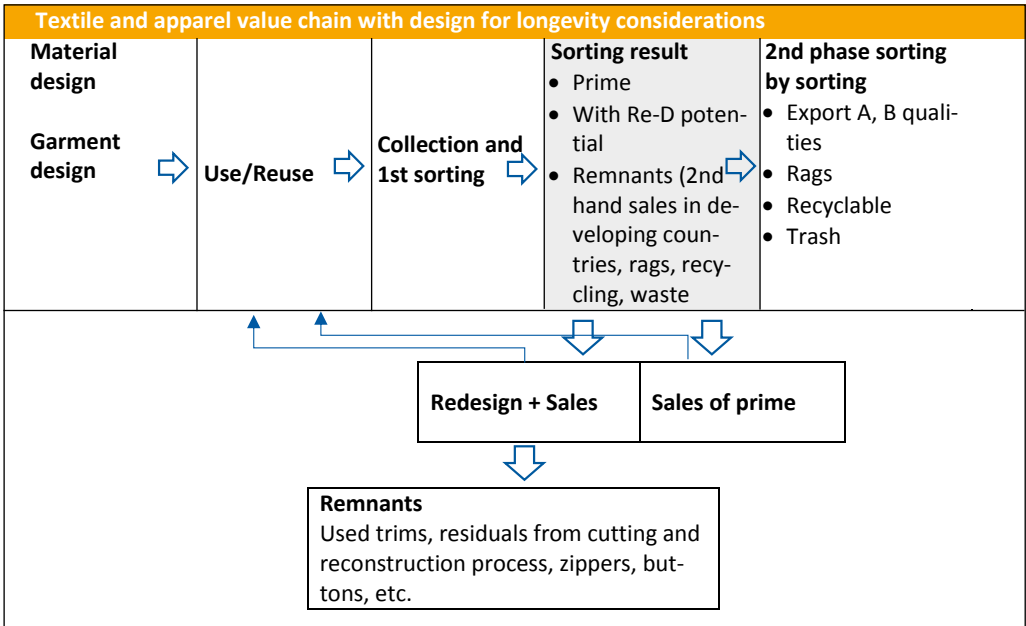 Textile and apparel value chain with design for longevity considerations
Material
design
Garment
design
Use/Reuse
Collection and
1st sorting
Sorting result
• Prime
• With Re-D poten-
tial
• Remnants (2nd
hand sales in de-
veloping coun-
tries, rags, recy-
cling, waste
2nd phase sorting
by sorting
• Export A, B quali-
ties
• Rags
• Recyclable
• Trash
Redesign + Sales
Sales of prime
Remnants
Used trims, residuals from cutting and
reconstruction process, zippers, but-
tons, etc.